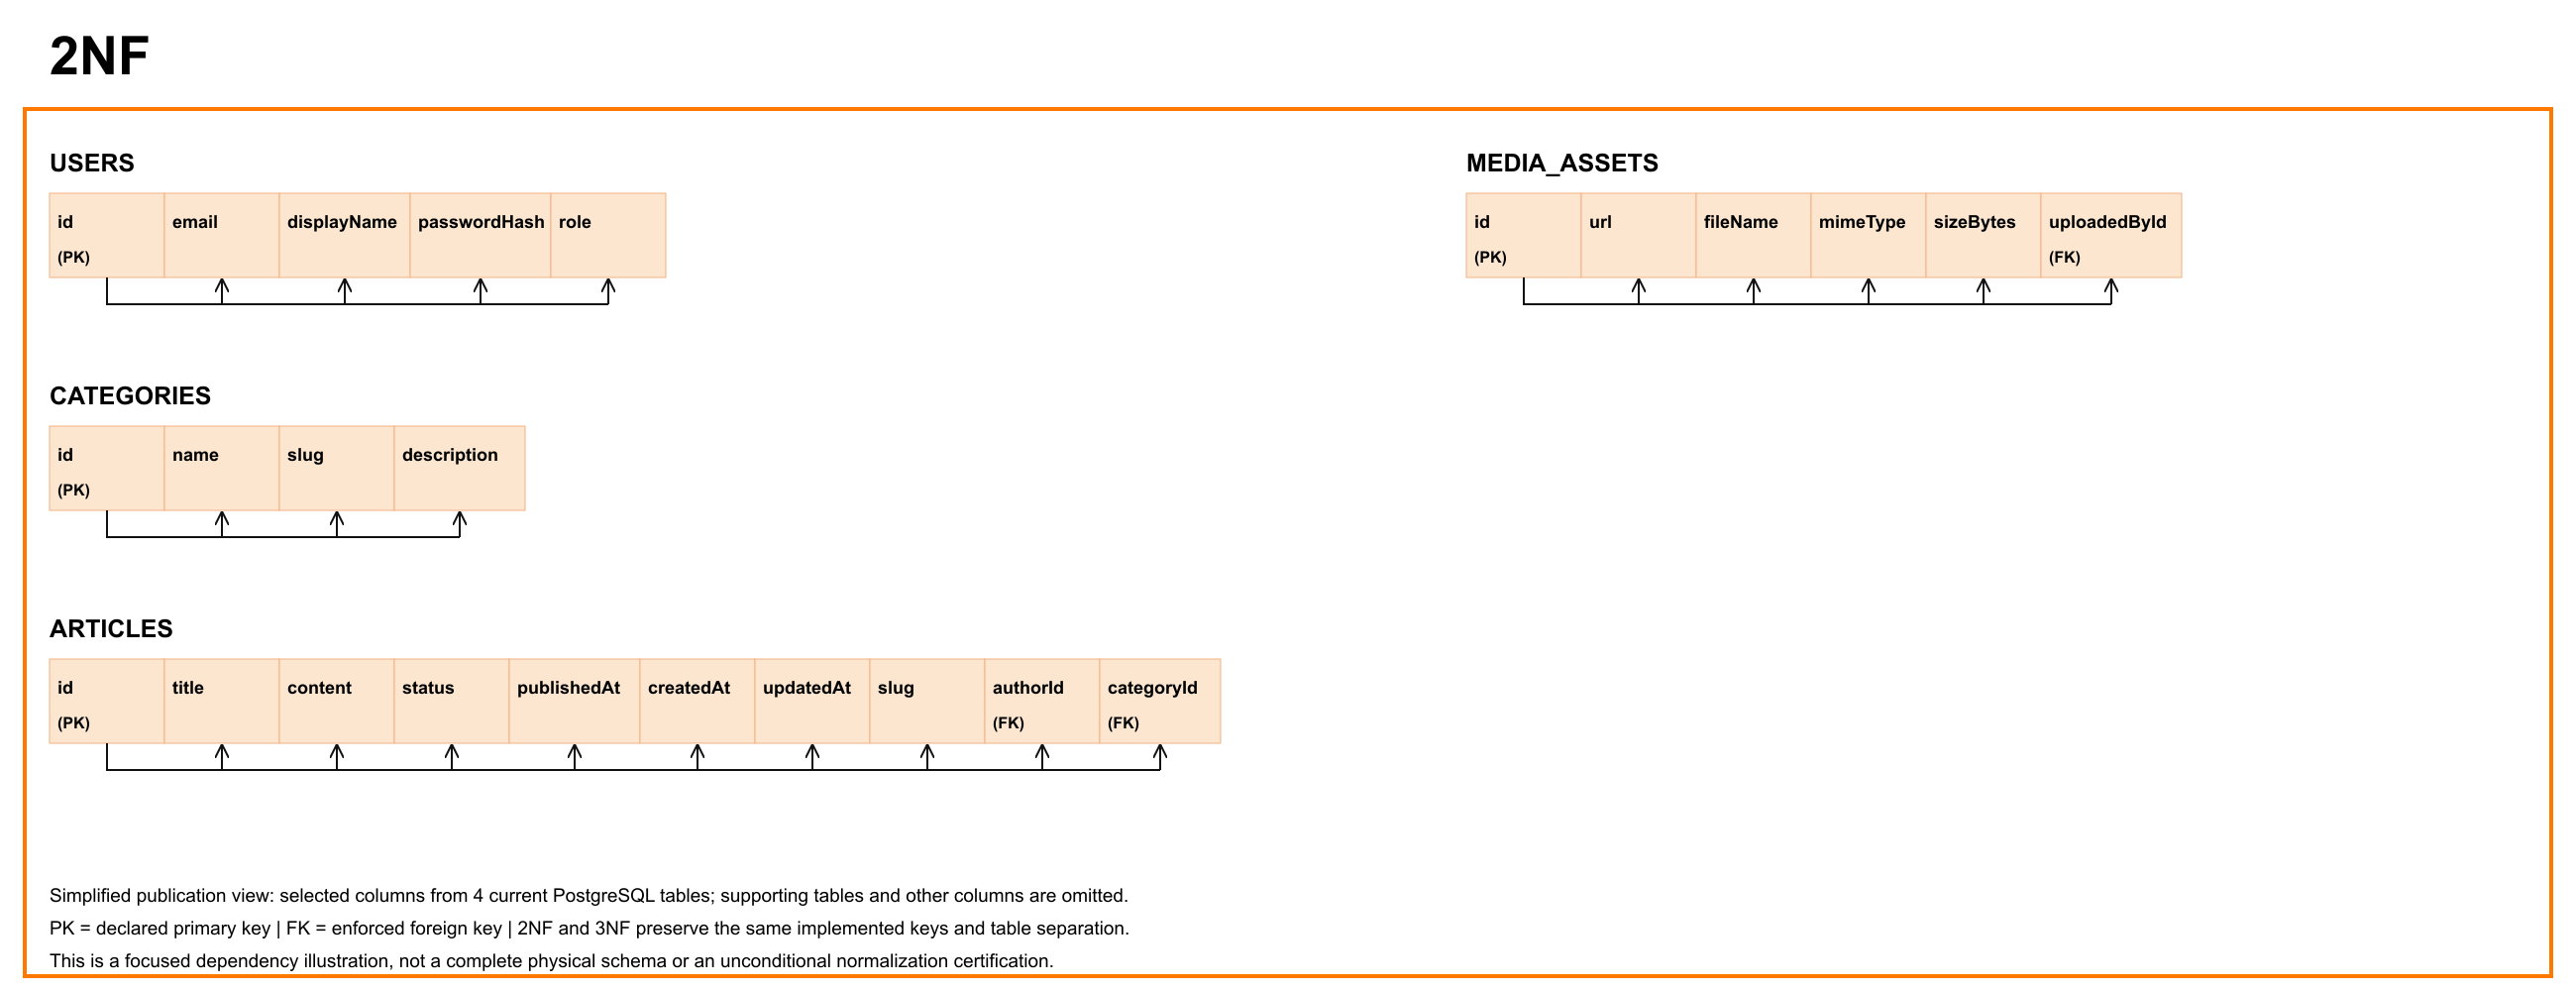 2NF
USERS
id email displayName passwordHash role
(PK)
MEDIA_ASSETS
id url fileName mimeType sizeBytes uploadedById
(PK) (FK)
CATEGORIES
id name slug description
(PK)
ARTICLES
id title content status publishedAt createdAt updatedAt slug authorId categoryId
(PK) (FK) (FK)
Simplified publication view: selected columns from 4 current PostgreSQL tables; supporting tables and other columns are omitted.
PK = declared primary key | FK = enforced foreign key | 2NF and 3NF preserve the same implemented keys and table separation.
This is a focused dependency illustration, not a complete physical schema or an unconditional normalization certification.